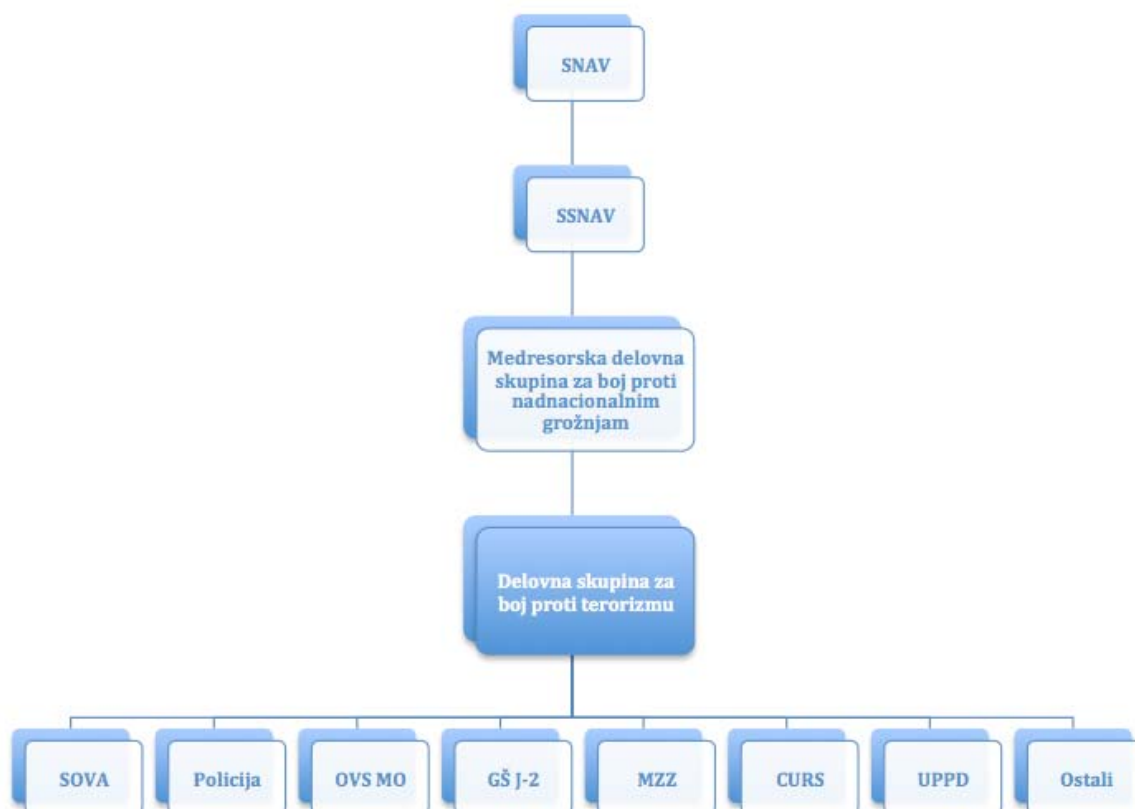 SNAV
SSNAV
Medresorska delovna
skupina za boj proti
nadnacionalnim
grožnjam
Delovna skupina za
boj proti terorizmu
SOVA
Policija
OVS MO
GŠ J-2
MZZ
CURS
UPPD
Ostali